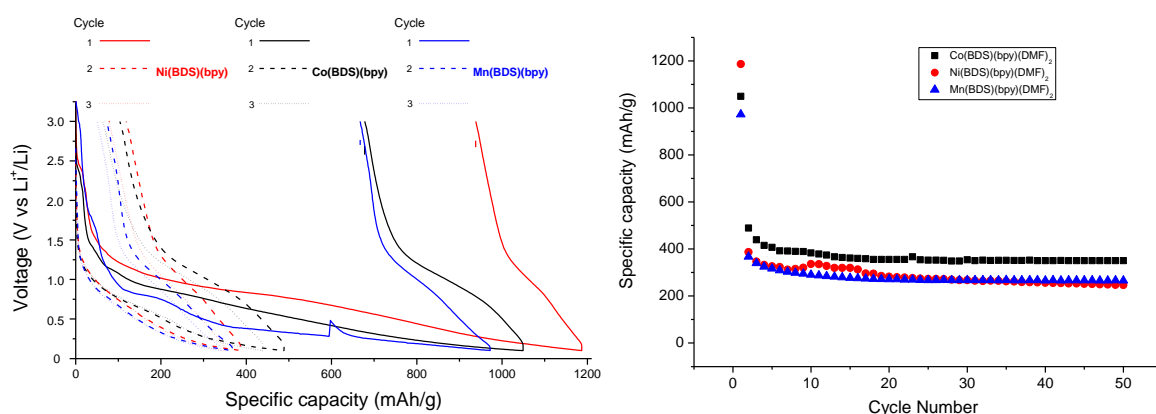 Cycle Cycle Cycle
1 1 1
2 Ni(BDS)(bpy) 2 Co(BDS)(bpy) 2 Mn(BDS)(bpy)
3 3 3
3.0
2.5
2.0
1.5
1.0
0.5
0
0 200 400 600 800 1000 1200
Voltage (V vs Li⁺/Li)
Specific capacity (mAh/g)
Co(BDS)(bpy)(DMF)₂
Ni(BDS)(bpy)(DMF)₂
Mn(BDS)(bpy)(DMF)₂
1200
1000
800
600
400
200
0
0 10 20 30 40 50
Specific capacity (mAh/g)
Cycle Number